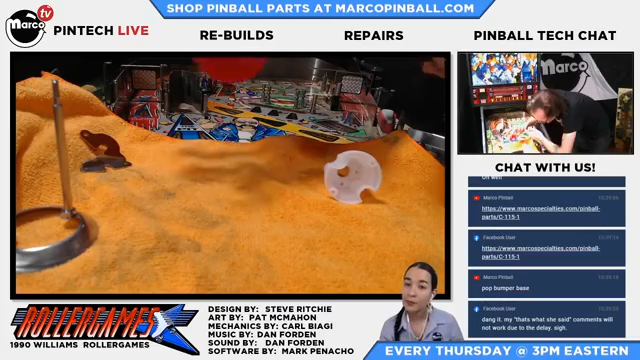 SHOP PINBALL PARTS AT MARCOPINBALL.COM
Marco
tv
PINTECH LIVE
RE-BUILDS
REPAIRS
PINBALL TECH CHAT
Marco
CHAT WITH US!
Oh well
Marco Pinball
https://www.marcospecialties.com/pinball-
parts/C-115-1
Facebook User
https://www.marcospecialties.com/pinball-
parts/C-115-1
Marco Pinball
pop bumper base
Facebook User
dang it. my "thats what she said" comments will
not work due to the delay. sigh.
ROLLERGAMES
1990 WILLIAMS ROLLERGAMES
DESIGN BY: STEVE RITCHIE
ART BY: PAT MCMAHON
MECHANICS BY: CARL BIAGI
MUSIC BY: DAN FORDEN
SOUND BY: DAN FORDEN
SOFTWARE BY: MARK PENACHO
EVERY THURSDAY @ 3PM EASTERN